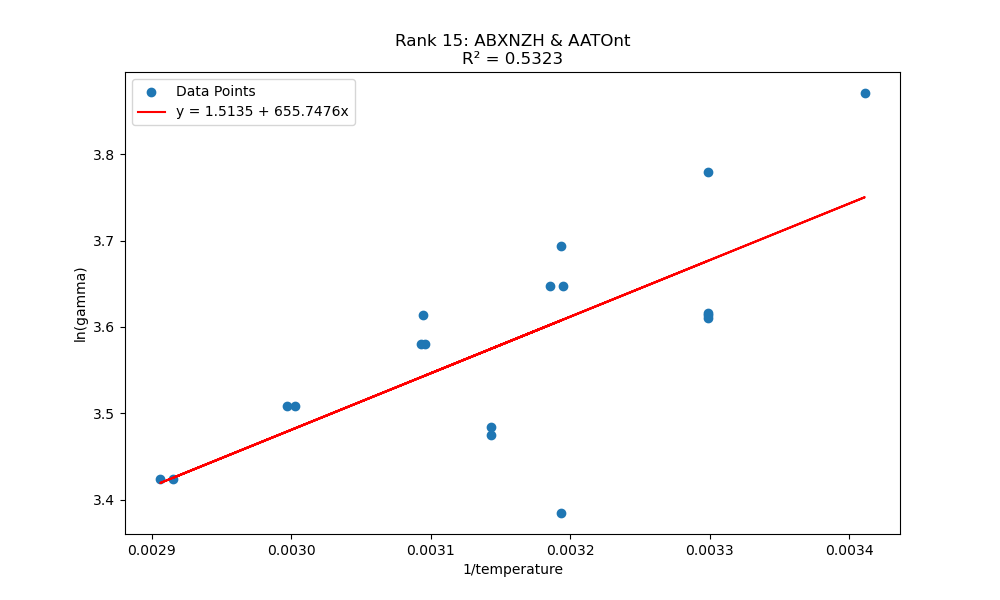 Rank 15: ABXNZH & AATOnt
R² = 0.5323
Data Points
y = 1.5135 + 655.7476x
ln(gamma)
3.8
3.7
3.6
3.5
3.4
0.0029 0.0030 0.0031 0.0032 0.0033 0.0034
1/temperature